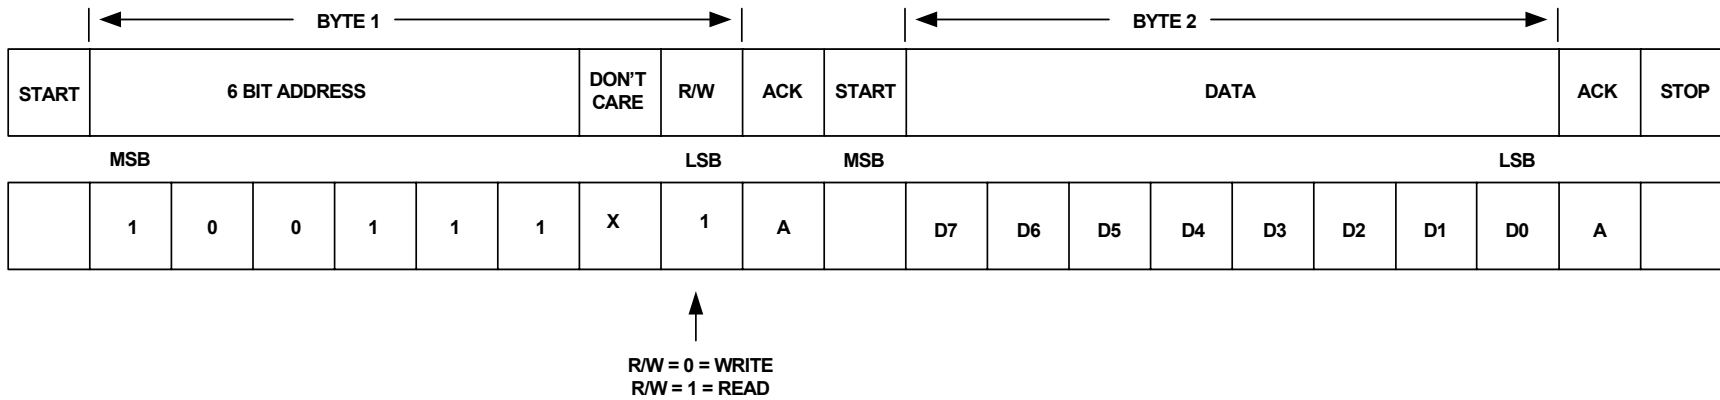 BYTE 1 BYTE 2
START 6 BIT ADDRESS DON'T CARE R/W ACK START DATA ACK STOP
MSB LSB MSB LSB
1 0 0 1 1 1 X 1 A D7 D6 D5 D4 D3 D2 D1 D0 A
R/W = 0 = WRITE
R/W = 1 = READ